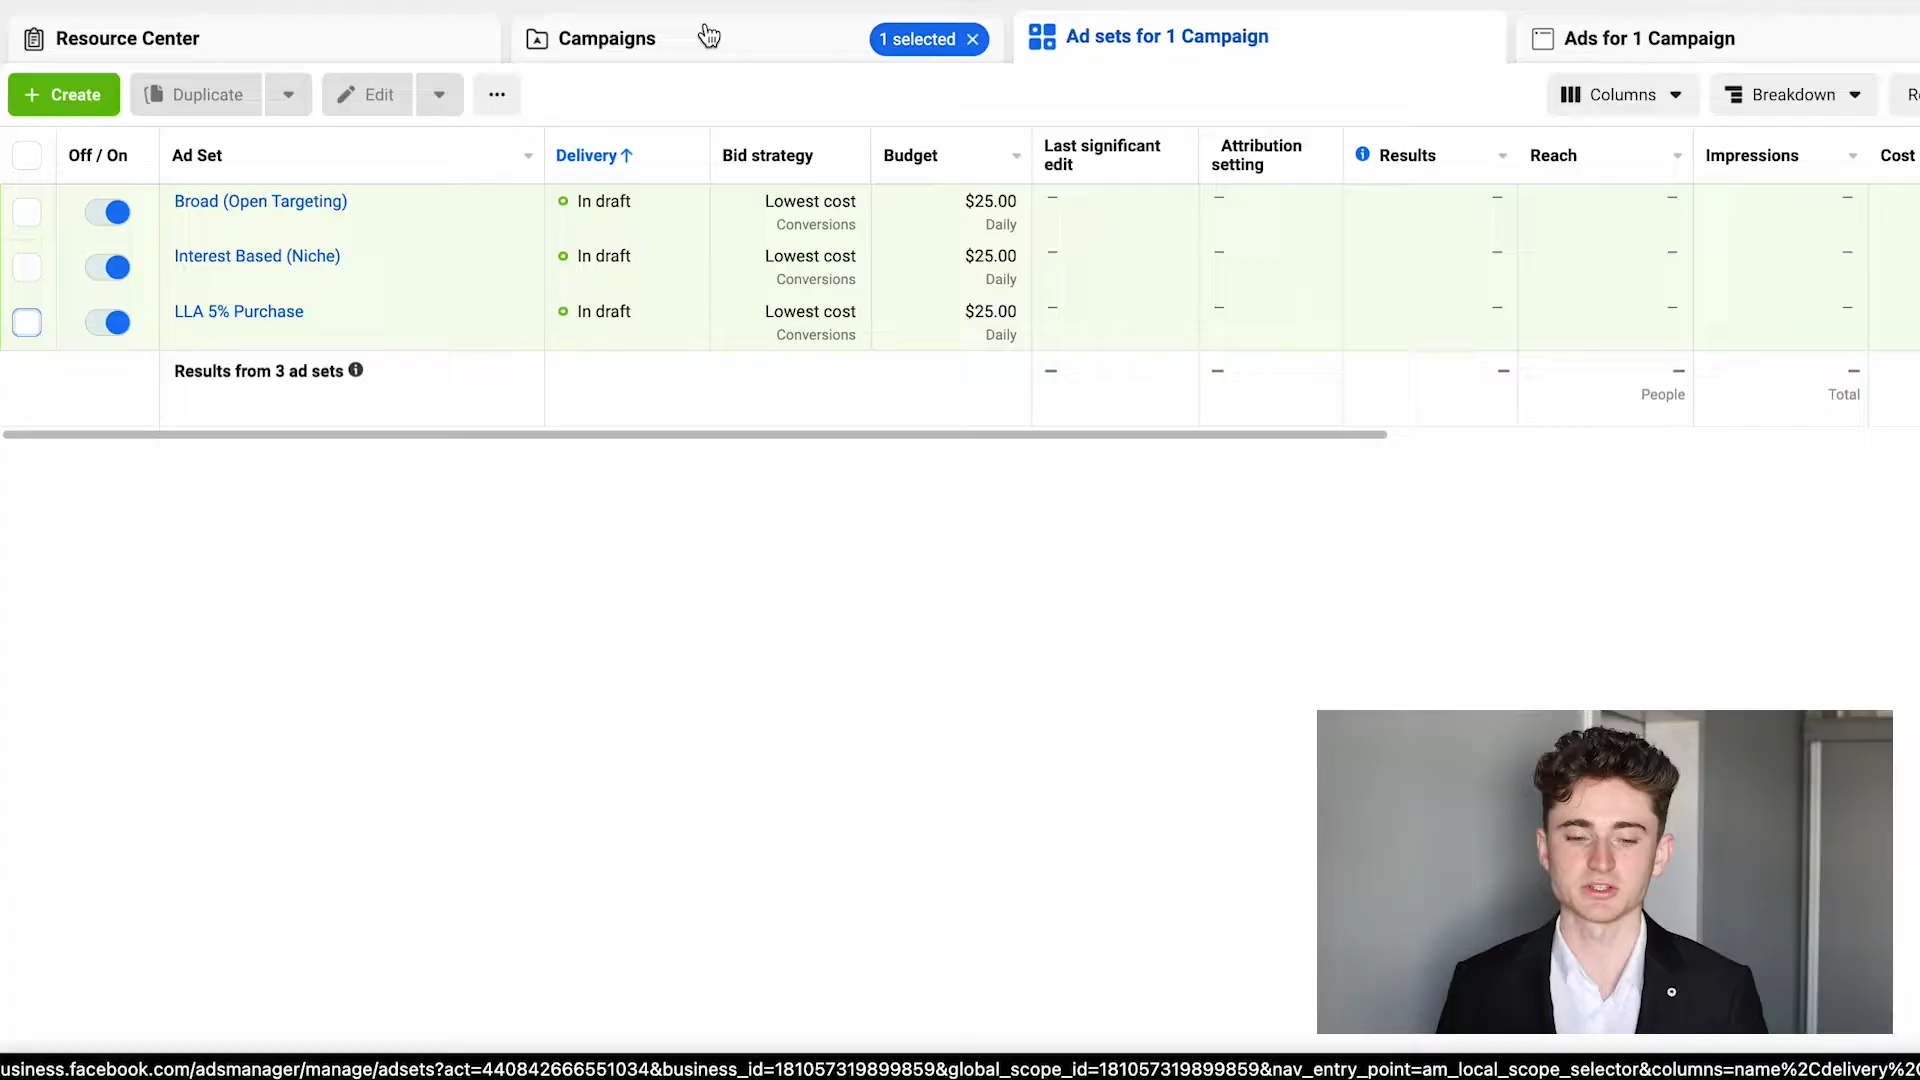 Resource Center
Campaigns
1 selected
Ad sets for 1 Campaign
Ads for 1 Campaign
+ Create
Duplicate
Edit
...
Columns
Breakdown
Off / On
Ad Set
Delivery↑
Bid strategy
Budget
Last significant
edit
Attribution
setting
Results
Reach
Impressions
Cost
Broad (Open Targeting)
In draft
Lowest cost
Conversions
$25.00
Daily
—
—
—
—
—
Interest Based (Niche)
In draft
Lowest cost
Conversions
$25.00
Daily
—
—
—
—
—
LLA 5% Purchase
In draft
Lowest cost
Conversions
$25.00
Daily
—
—
—
—
—
Results from 3 ad sets
—
—
—
—
People
—
Total
usiness.facebook.com/adsmanager/manage/adsets?act=440842666551034&business_id=181057319899859&global_scope_id=181057319899859&nav_entry_point=am_local_scope_selector&columns=name%2Cdelivery%2C